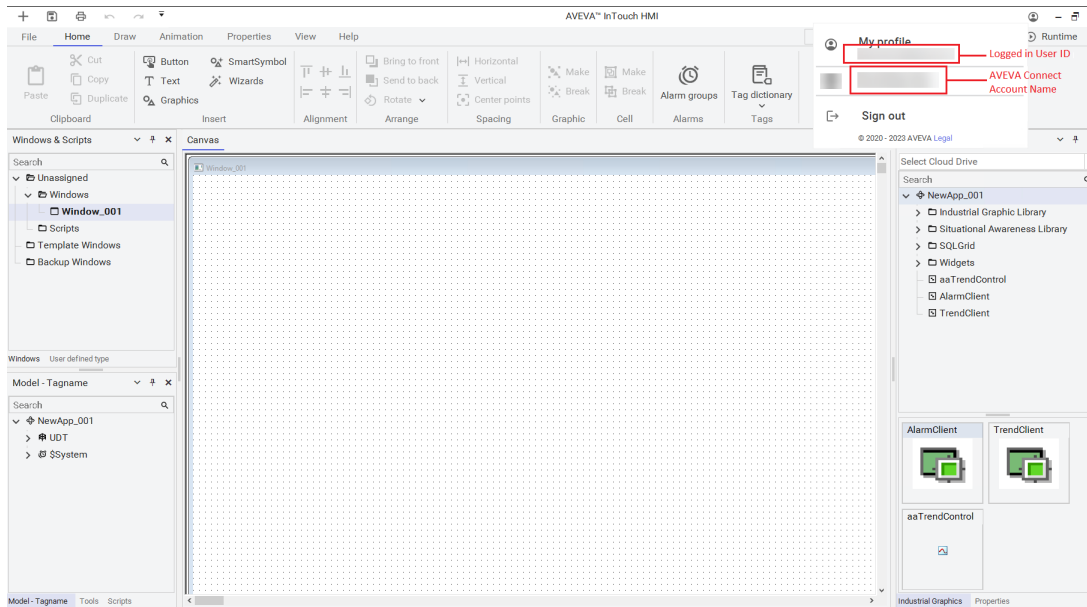 AVEVA™ InTouch HMI
File Home Draw Animation Properties View Help Runtime
My profile
Logged in User ID
AVEVA Connect
Account Name
Sign out
© 2020 - 2023 AVEVA Legal
Paste
Cut
Copy
Duplicate
Clipboard
Button
Text
Graphics
SmartSymbol
Wizards
Insert
Alignment
Bring to front
Send to back
Rotate
Arrange
Horizontal
Vertical
Center points
Spacing
Make
Break
Graphic
Make
Break
Cell
Alarm groups
Alarms
Tag dictionary
Tags
Windows & Scripts
Search
Unassigned
Windows
Window_001
Scripts
Template Windows
Backup Windows
Windows User defined type
Model - Tagname
Search
NewApp_001
UDT
$System
Model - Tagname Tools Scripts
Canvas
Window_001
Select Cloud Drive
Search
NewApp_001
Industrial Graphic Library
Situational Awareness Library
SQLGrid
Widgets
aaTrendControl
AlarmClient
TrendClient
AlarmClient
TrendClient
aaTrendControl
Industrial Graphics Properties